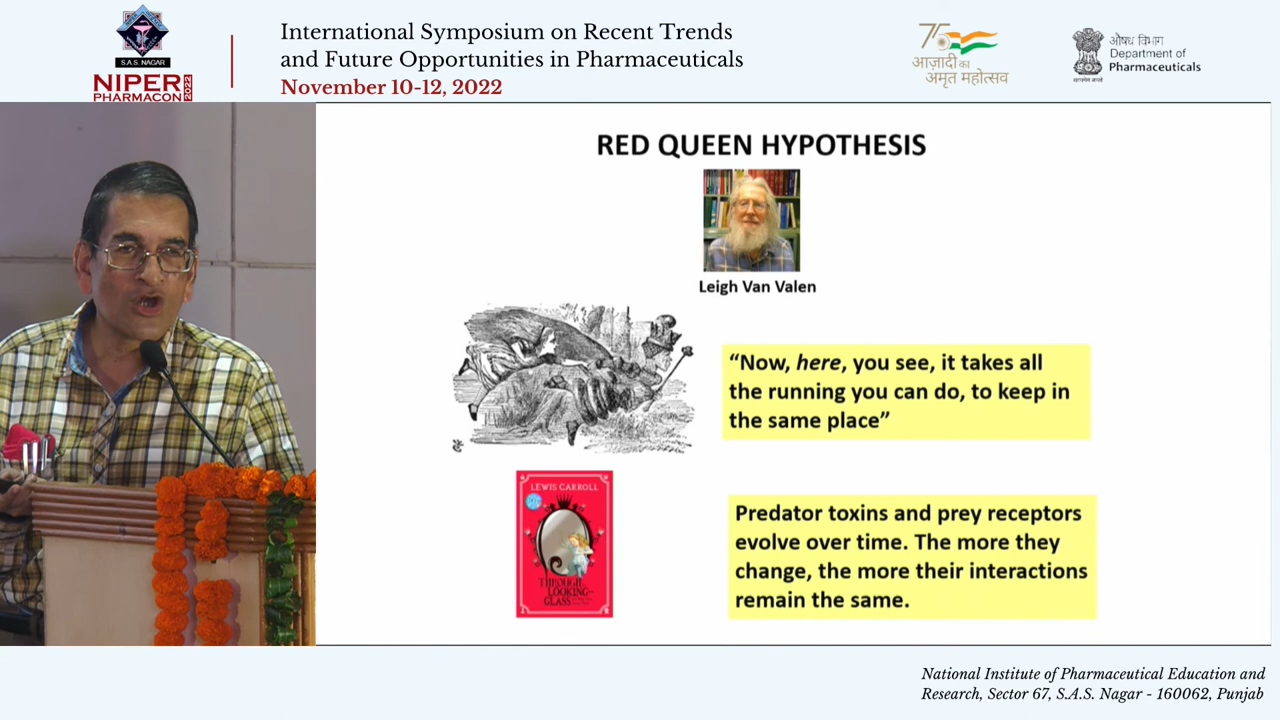 S.A.S. NAGAR
NIPER
PHARMACON 2022
International Symposium on Recent Trends
and Future Opportunities in Pharmaceuticals
November 10-12, 2022
75
आज़ादी का
अमृत महोत्सव
सत्यमेव जयते
औषध विभाग
Department of
Pharmaceuticals
RED QUEEN HYPOTHESIS
Leigh Van Valen
“Now, here, you see, it takes all
the running you can do, to keep in
the same place”
LEWIS CARROLL
THROUGH
LOOKING-
GLASS
Predator toxins and prey receptors
evolve over time. The more they
change, the more their interactions
remain the same.
National Institute of Pharmaceutical Education and
Research, Sector 67, S.A.S. Nagar - 160062, Punjab